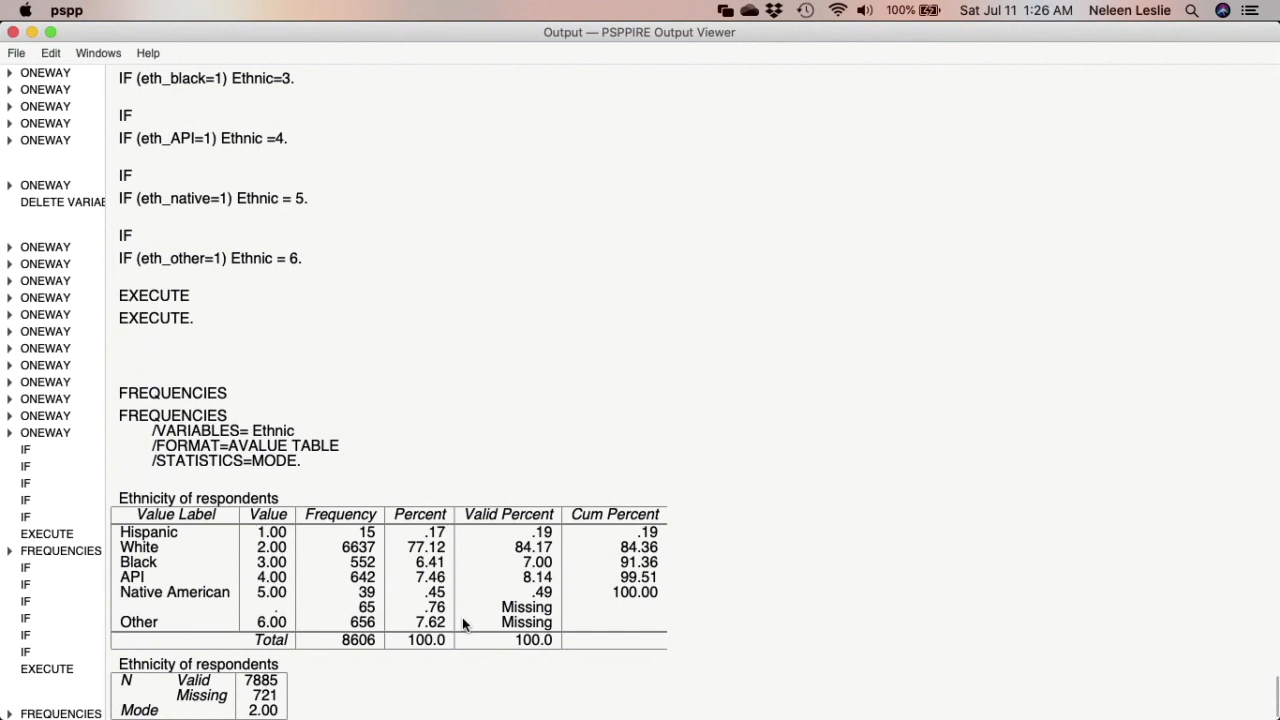 pspp 100% Sat Jul 11 1:26 AM Neleen Leslie
Output — PSPPIRE Output Viewer
File Edit Windows Help
ONEWAY
ONEWAY
ONEWAY
ONEWAY
ONEWAY
ONEWAY
DELETE VARIAB
ONEWAY
ONEWAY
ONEWAY
ONEWAY
ONEWAY
ONEWAY
ONEWAY
ONEWAY
ONEWAY
ONEWAY
ONEWAY
ONEWAY
IF
IF
IF
IF
IF
EXECUTE
FREQUENCIES
IF
IF
IF
IF
IF
IF
EXECUTE
FREQUENCIES
IF (eth_black=1) Ethnic=3.
IF
IF (eth_API=1) Ethnic =4.
IF
IF (eth_native=1) Ethnic = 5.
IF
IF (eth_other=1) Ethnic = 6.
EXECUTE
EXECUTE.
FREQUENCIES
FREQUENCIES
/VARIABLES= Ethnic
/FORMAT=AVALUE TABLE
/STATISTICS=MODE.
Ethnicity of respondents
Value Label Value Frequency Percent Valid Percent Cum Percent
Hispanic 1.00 15 .17 .19 .19
White 2.00 6637 77.12 84.17 84.36
Black 3.00 552 6.41 7.00 91.36
API 4.00 642 7.46 8.14 99.51
Native American 5.00 39 .45 .49 100.00
. 65 .76 Missing
Other 6.00 656 7.62 Missing
Total 8606 100.0 100.0
Ethnicity of respondents
N Valid 7885
Missing 721
Mode 2.00